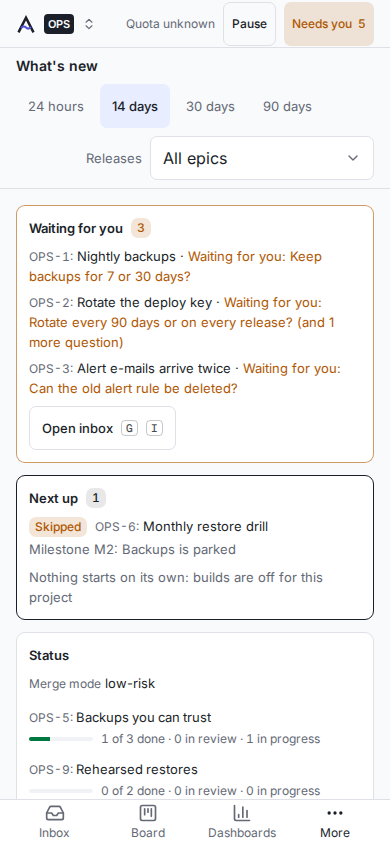 OPS
Quota unknown
Pause
Needs you 5
What's new
24 hours
14 days
30 days
90 days
Releases
All epics
Waiting for you 3
OPS-1: Nightly backups · Waiting for you: Keep
backups for 7 or 30 days?
OPS-2: Rotate the deploy key · Waiting for you:
Rotate every 90 days or on every release? (and 1
more question)
OPS-3: Alert e-mails arrive twice · Waiting for you:
Can the old alert rule be deleted?
Open inbox G I
Next up 1
Skipped OPS-6: Monthly restore drill
Milestone M2: Backups is parked
Nothing starts on its own: builds are off for this
project
Status
Merge mode low-risk
OPS-5: Backups you can trust
1 of 3 done · 0 in review · 1 in progress
OPS-9: Rehearsed restores
0 of 2 done · 0 in review · 0 in progress
Inbox
Board
Dashboards
More